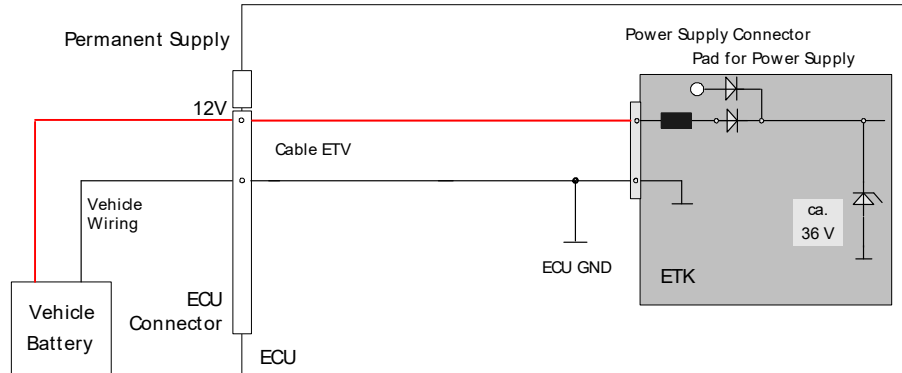 Permanent Supply
Power Supply Connector
Pad for Power Supply
12V
Cable ETV
Vehicle
Wiring
ca.
36 V
ECU GND
ETK
ECU
Connector
Vehicle
Battery
ECU